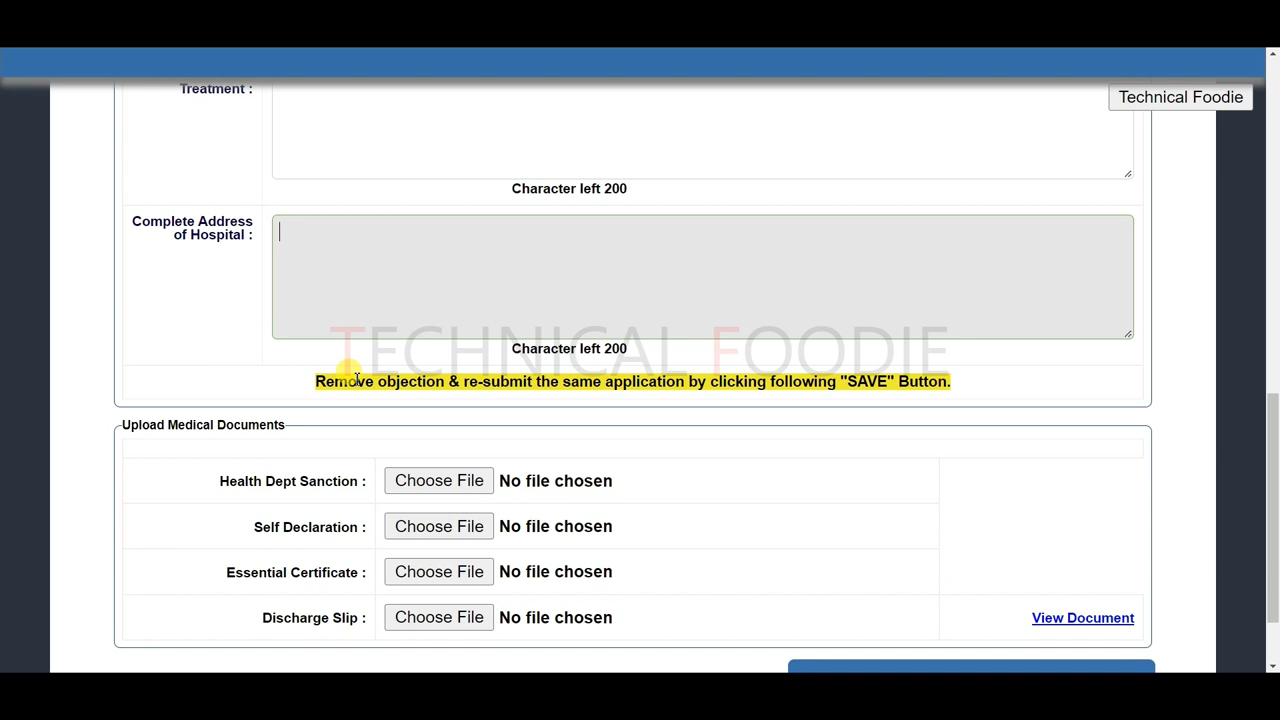 Technical Foodie
Treatment :
Character left 200
Complete Address
of Hospital :
TECHNICAL FOODIE
Character left 200
Remove objection & re-submit the same application by clicking following "SAVE" Button.
Upload Medical Documents
Health Dept Sanction : Choose File No file chosen
Self Declaration : Choose File No file chosen
Essential Certificate : Choose File No file chosen
Discharge Slip : Choose File No file chosen View Document